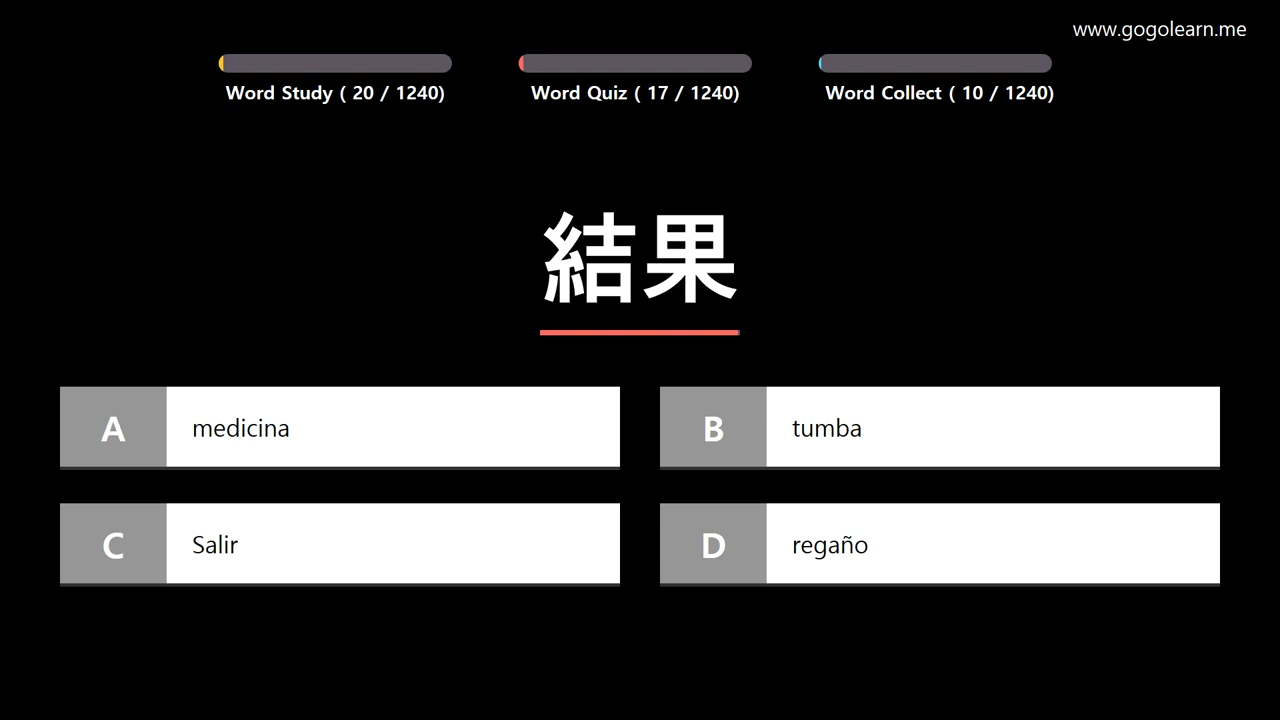 www.gogolearn.me
Word Study ( 20 / 1240)
Word Quiz ( 17 / 1240)
Word Collect ( 10 / 1240)
結果
A medicina
B tumba
C Salir
D regaño